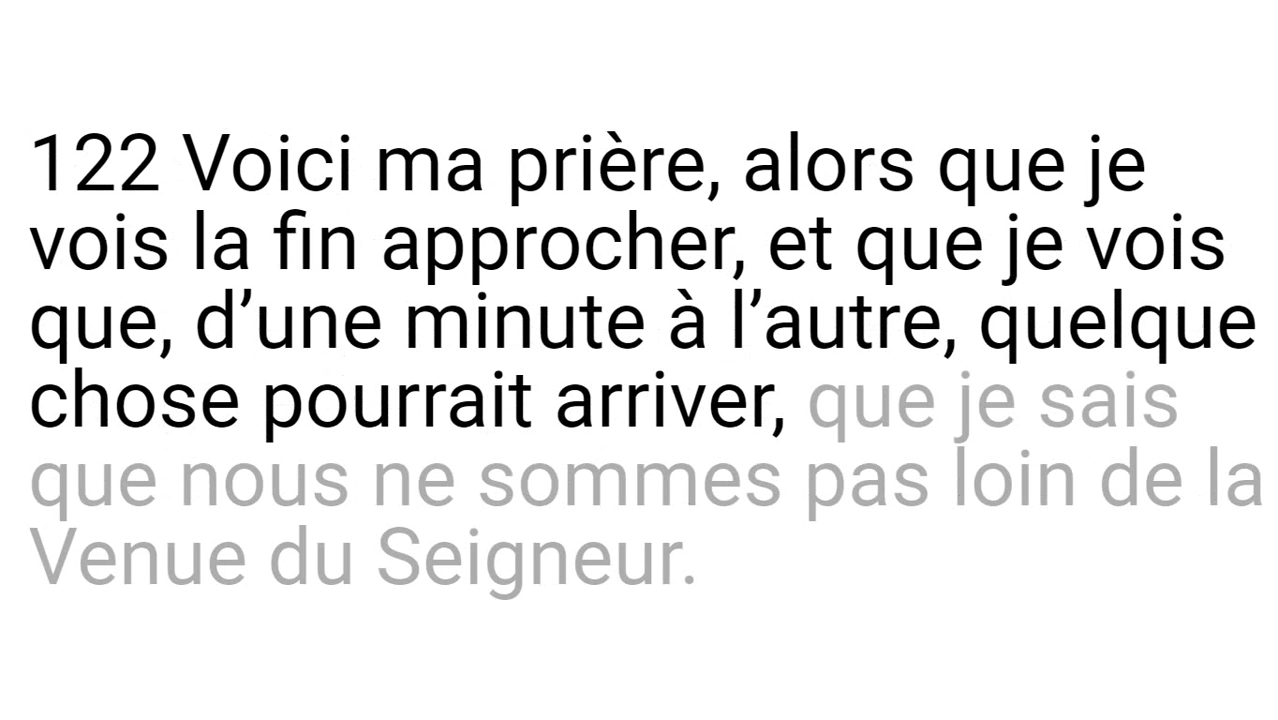 122 Voici ma prière, alors que je
vois la fin approcher, et que je vois
que, d’une minute à l’autre, quelque
chose pourrait arriver, que je sais
que nous ne sommes pas loin de la
Venue du Seigneur.